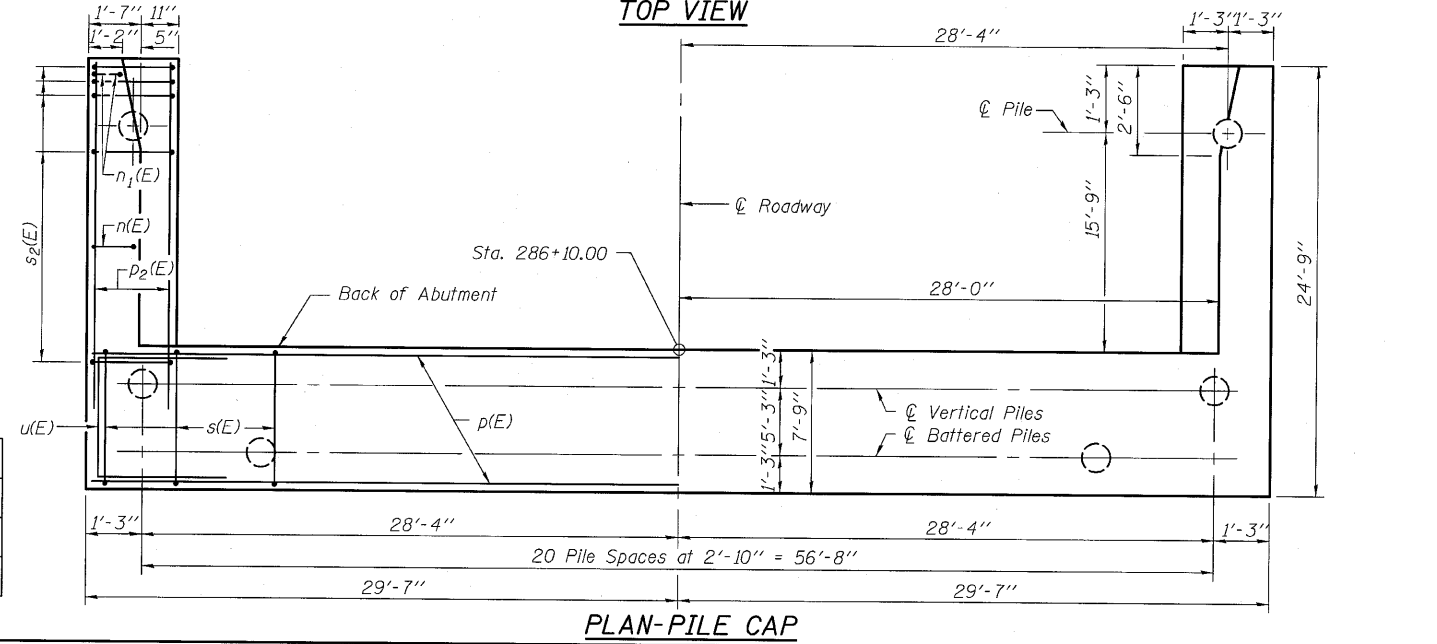 TOP VIEW
1'-7" 11"
1'-2" 5"
28'-4"
1'-3" 1'-3"
℄ Pile
1'-3"
2'-6"
n1(E)
s2(E)
n(E)
p2(E)
℄ Roadway
15'-9"
Sta. 286+10.00
Back of Abutment
28'-0"
24'-9"
u(E)
s(E)
p(E)
1'-3"
5'-3"
1'-3"
7'-9"
℄ Vertical Piles
℄ Battered Piles
1'-3" 28'-4" 28'-4" 1'-3"
20 Pile Spaces at 2'-10" = 56'-8"
29'-7" 29'-7"
PLAN-PILE CAP